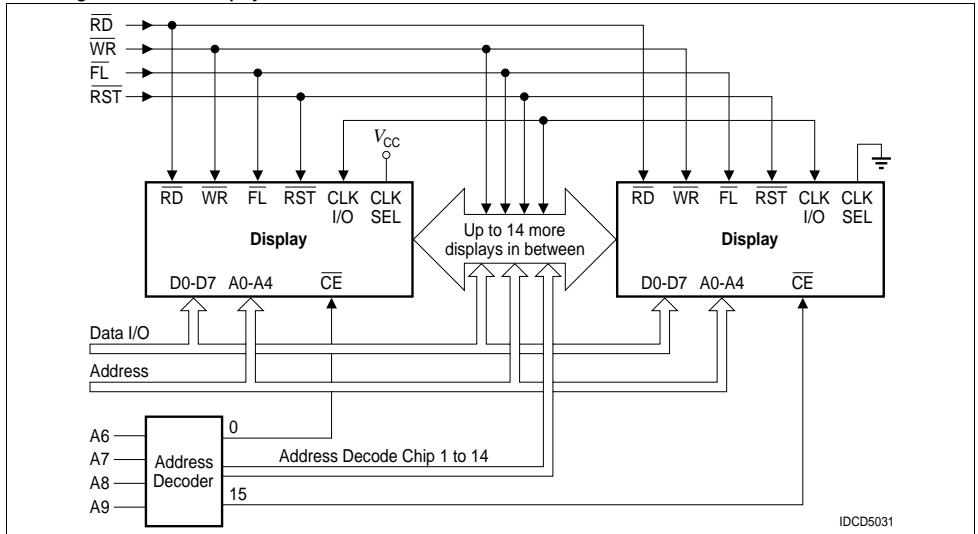 RD
WR
FL
RST
VCC
RD WR FL RST CLK I/O CLK SEL
Display
D0-D7 A0-A4 CE
Up to 14 more
displays in between
RD WR FL RST CLK I/O CLK SEL
Display
D0-D7 A0-A4 CE
Data I/O
Address
A6
A7
A8
A9
Address
Decoder
0
Address Decode Chip 1 to 14
15
IDCD5031